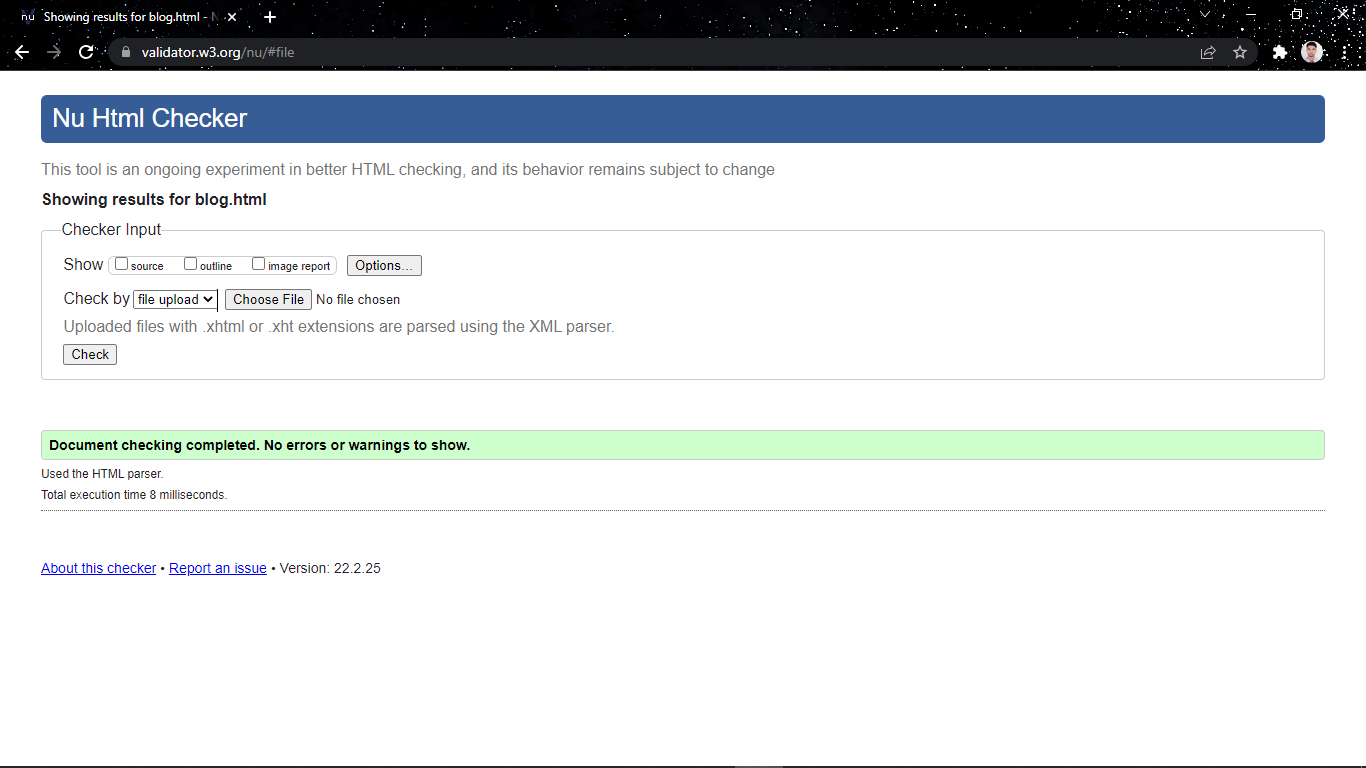 nu Showing results for blog.html - N
validator.w3.org/nu/#file
Nu Html Checker
This tool is an ongoing experiment in better HTML checking, and its behavior remains subject to change
Showing results for blog.html
Checker Input
Show source outline image report Options...
Check by file upload Choose File No file chosen
Uploaded files with .xhtml or .xht extensions are parsed using the XML parser.
Check
Document checking completed. No errors or warnings to show.
Used the HTML parser.
Total execution time 8 milliseconds.
About this checker • Report an issue • Version: 22.2.25